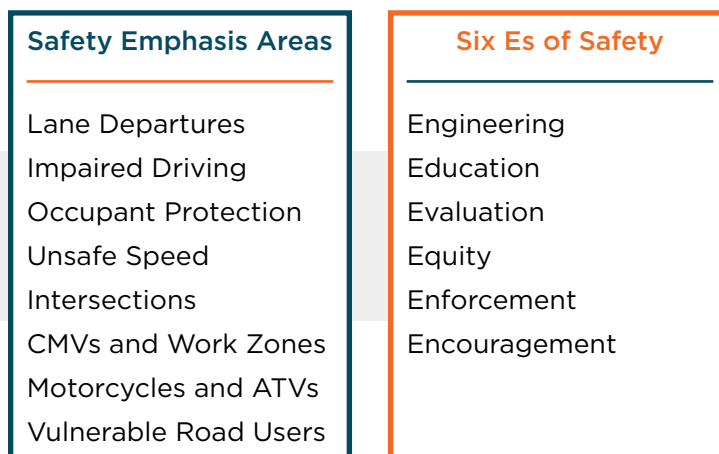 Safety Emphasis Areas
Lane Departures
Impaired Driving
Occupant Protection
Unsafe Speed
Intersections
CMVs and Work Zones
Motorcycles and ATVs
Vulnerable Road Users
Six Es of Safety
Engineering
Education
Evaluation
Equity
Enforcement
Encouragement